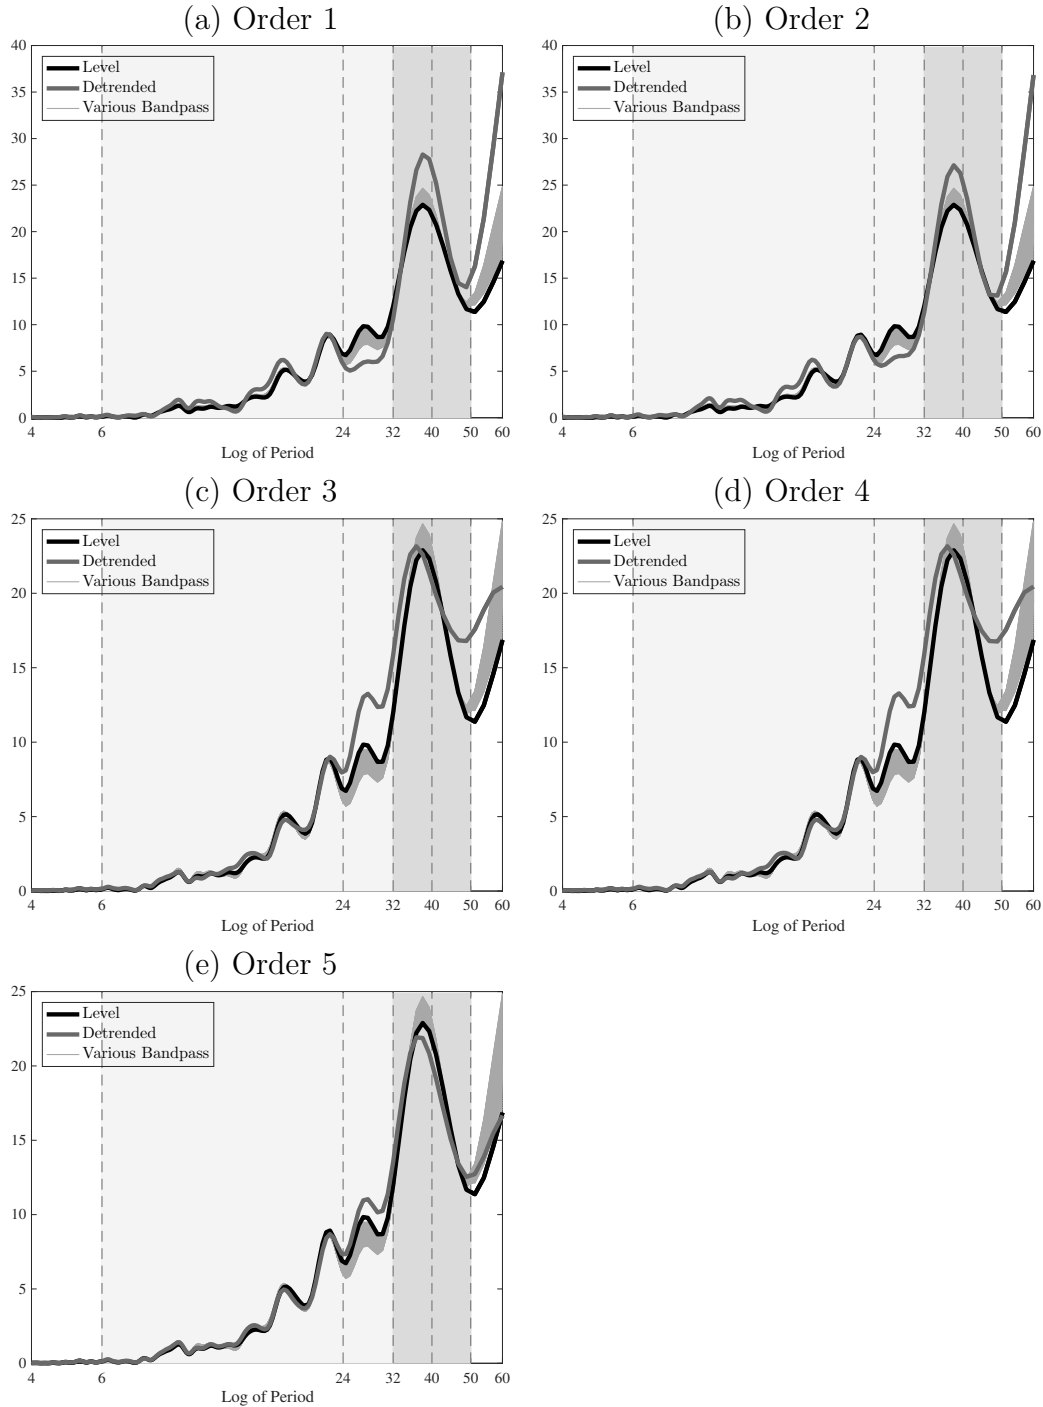 (a) Order 1
40
35
30
25
20
15
10
5
0
Level
Detrended
Various Bandpass
4 6 24 32 40 50 60
Log of Period
(b) Order 2
40
35
30
25
20
15
10
5
0
Level
Detrended
Various Bandpass
4 6 24 32 40 50 60
Log of Period
(c) Order 3
25
20
15
10
5
0
Level
Detrended
Various Bandpass
4 6 24 32 40 50 60
Log of Period
(d) Order 4
25
20
15
10
5
0
Level
Detrended
Various Bandpass
4 6 24 32 40 50 60
Log of Period
(e) Order 5
25
20
15
10
5
0
Level
Detrended
Various Bandpass
4 6 24 32 40 50 60
Log of Period